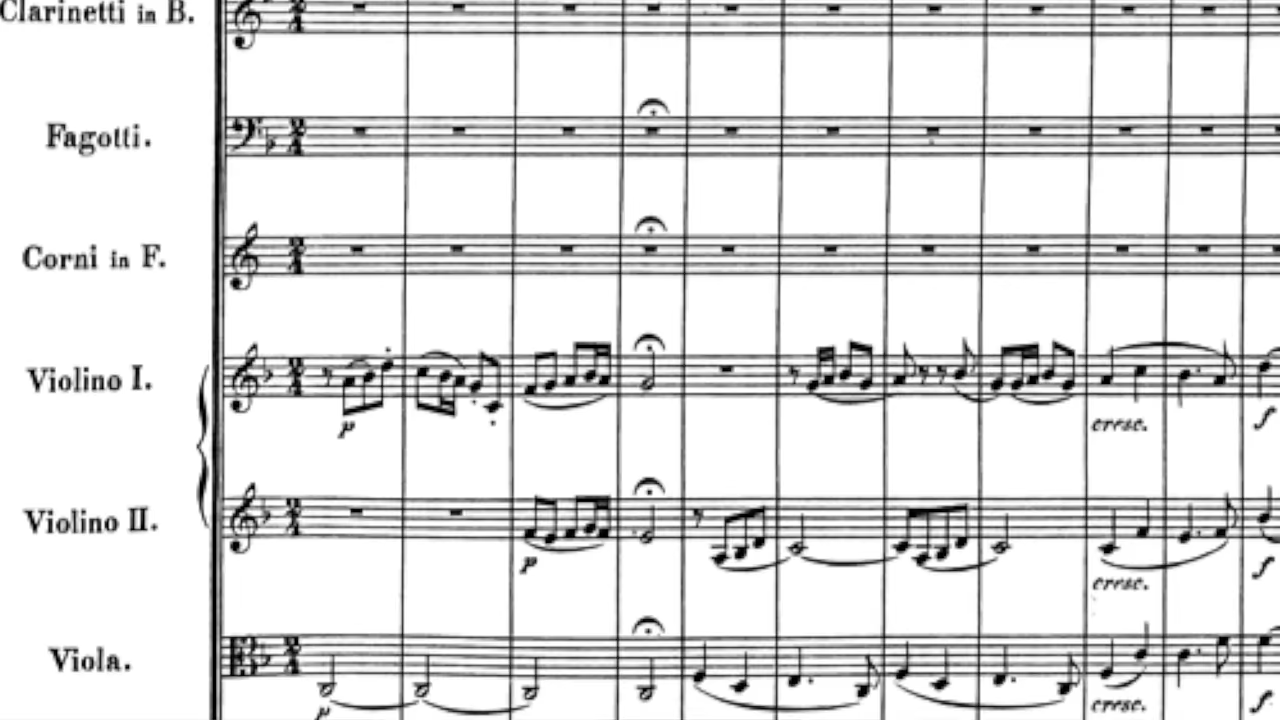 Clarinetti in B.
Fagotti.
Corni in F.
Violino I.
p
cresc.
f
Violino II.
p
cresc.
f
Viola.
p
cresc.
f